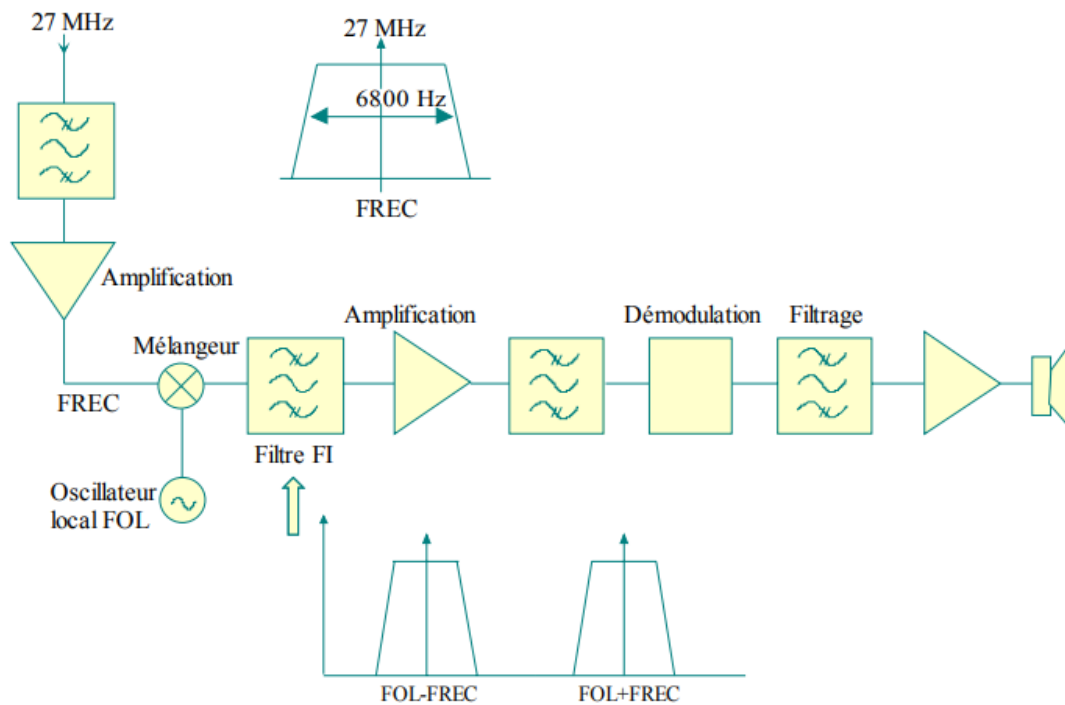 27 MHz
27 MHz
6800 Hz
FREC
Amplification
Amplification
Démodulation
Filtrage
Mélangeur
FREC
Filtre FI
Oscillateur
local FOL
FOL-FREC
FOL+FREC